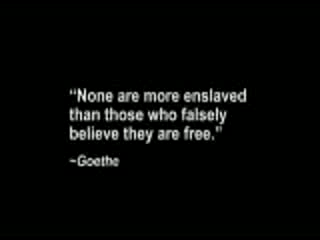 “None are more enslaved
than those who falsely
believe they are free.”
~Goethe